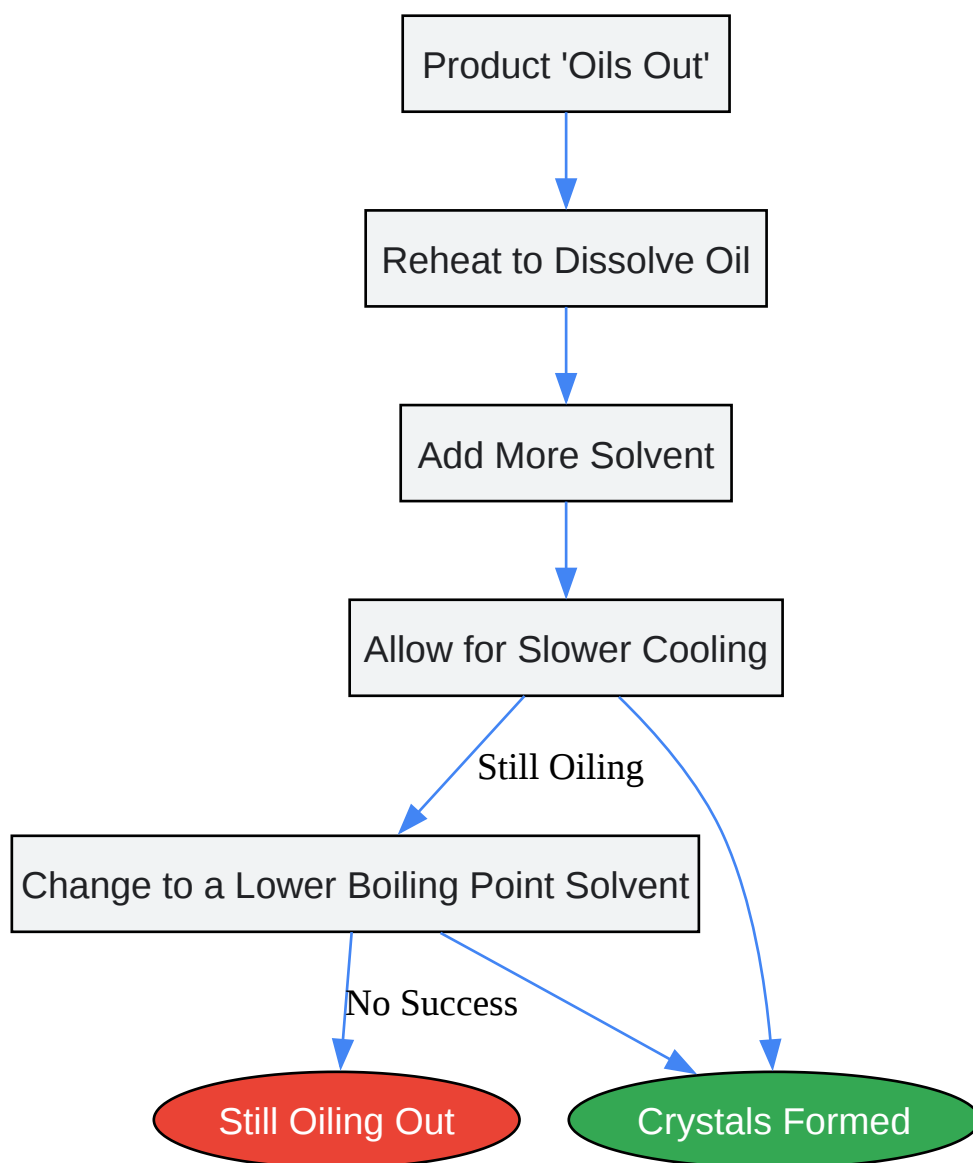 Product 'Oils Out'
Reheat to Dissolve Oil
Add More Solvent
Allow for Slower Cooling
Still Oiling
Change to a Lower Boiling Point Solvent
No Success
Still Oiling Out
Crystals Formed